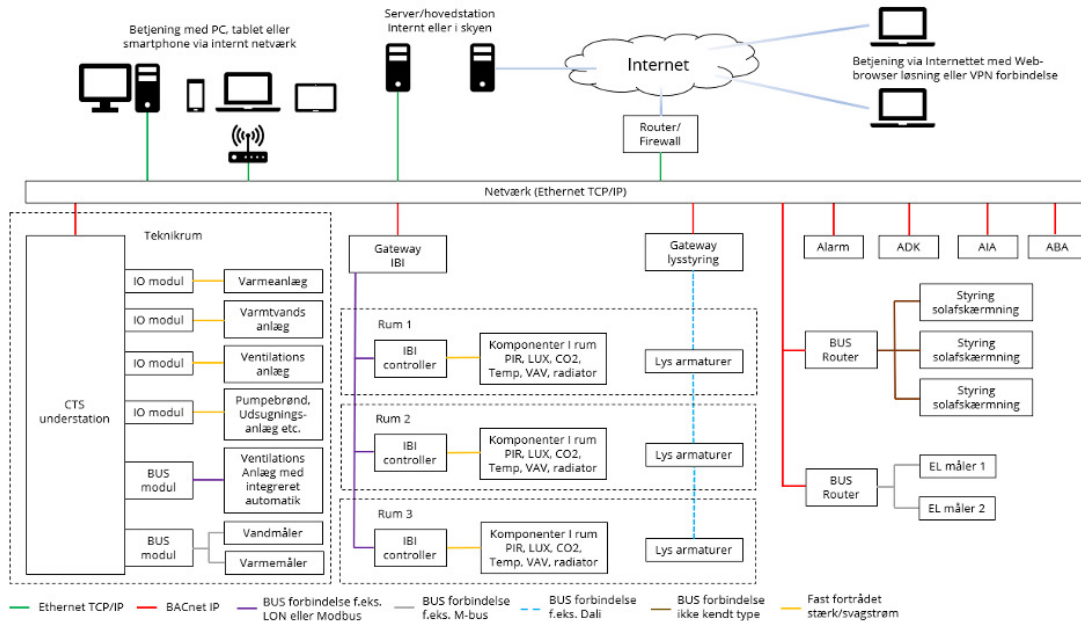 Betjening med PC, tablet eller
smartphone via internt netværk
Server/hovedstation
Internt eller i skyen
Internet
Betjening via Internettet med Web-
browser løsning eller VPN forbindelse
Router/
Firewall
Netværk (Ethernet TCP/IP)
Teknikrum
CTS
understation
IO modul
Varmeanlæg
IO modul
Varmtvands
anlæg
IO modul
Ventilations
anlæg
IO modul
Pumpebrønd,
Udsugnings-
anlæg etc.
BUS
modul
Ventilations
Anlæg med
integreret
automatik
BUS
modul
Vandmåler
Varmemåler
Gateway
IBI
Gateway
lysstyring
Rum 1
IBI
controller
Komponenter I rum
PIR, LUX, CO2,
Temp, VAV, radiator
Lys armaturer
Rum 2
IBI
controller
Komponenter I rum
PIR, LUX, CO2,
Temp, VAV, radiator
Lys armaturer
Rum 3
IBI
controller
Komponenter I rum
PIR, LUX, CO2,
Temp, VAV, radiator
Lys armaturer
Alarm
ADK
AIA
ABA
BUS
Router
Styring
solafskærmning
Styring
solafskærmning
Styring
solafskærmning
BUS
Router
EL måler 1
EL måler 2
Ethernet TCP/IP
BACnet IP
BUS forbindelse f.eks.
LON eller Modbus
BUS forbindelse
f.eks. M-bus
BUS forbindelse
f.eks. Dali
BUS forbindelse
ikke kendt type
Fast fortrådet
stærk/svagstrøm